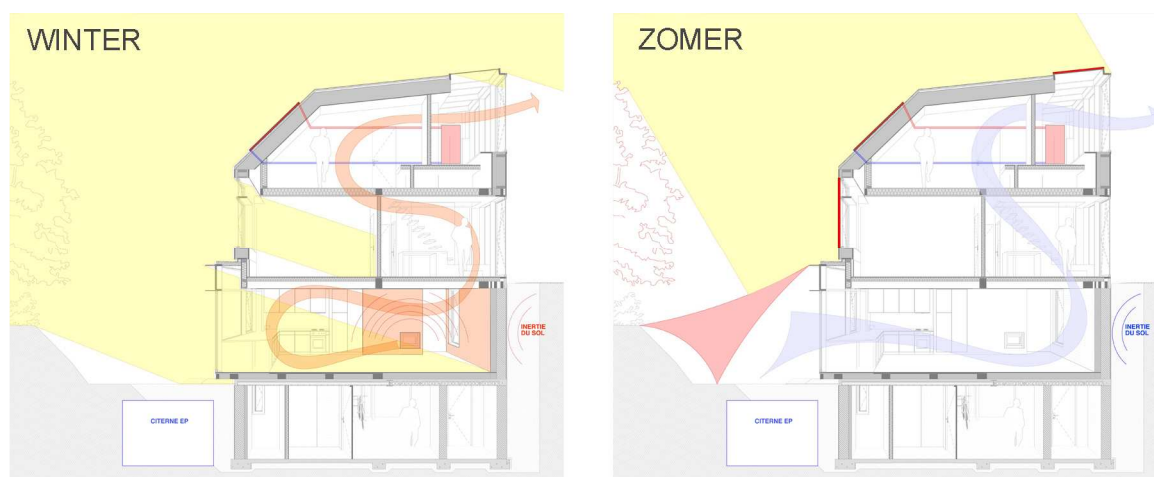 WINTER
INERTIE
DU SOL
CITERNE EP
ZOMER
INERTIE
DU SOL
CITERNE EP